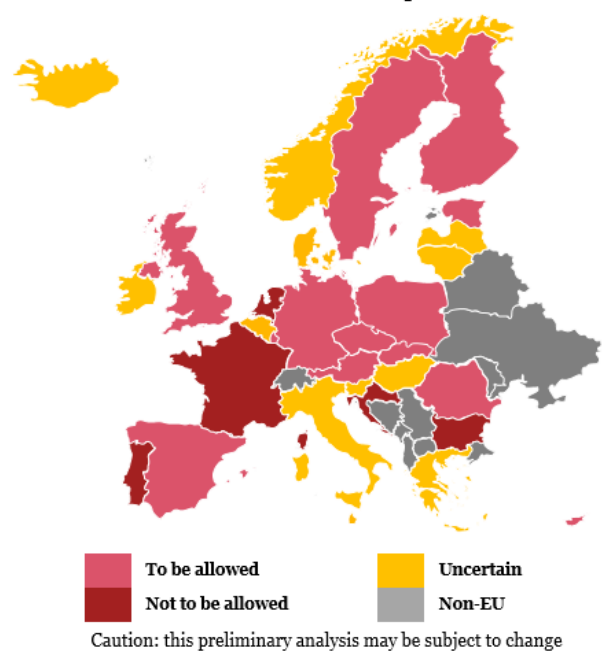 To be allowed
Uncertain
Not to be allowed
Non-EU
Caution: this preliminary analysis may be subject to change